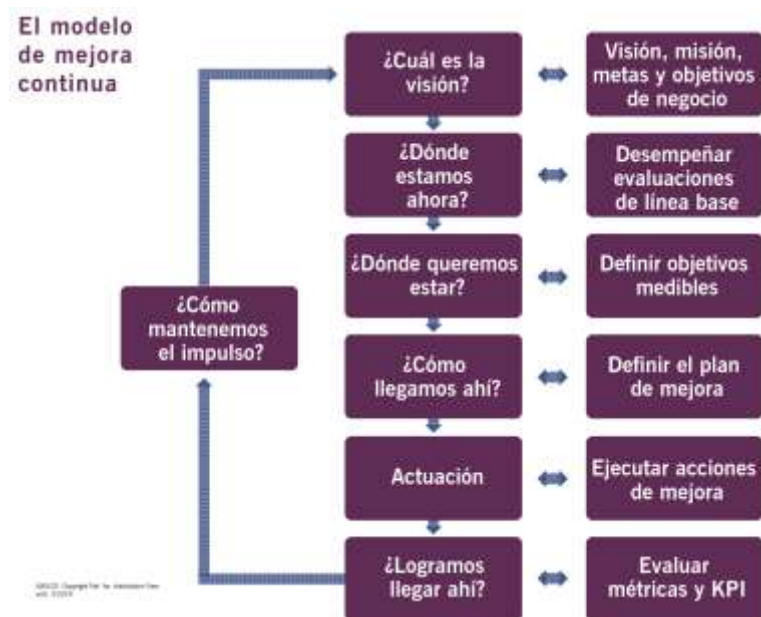 El modelo
de mejora
continua
¿Cuál es la
visión?
Visión, misión,
metas y objetivos
de negocio
¿Dónde
estamos
ahora?
Desempeñar
evaluaciones
de línea base
¿Dónde queremos
estar?
Definir objetivos
medibles
¿Cómo
mantenemos
el impulso?
¿Cómo
llegamos ahí?
Definir el plan
de mejora
Actuación
Ejecutar acciones
de mejora
¿Logramos
llegar ahí?
Evaluar
métricas y KPI